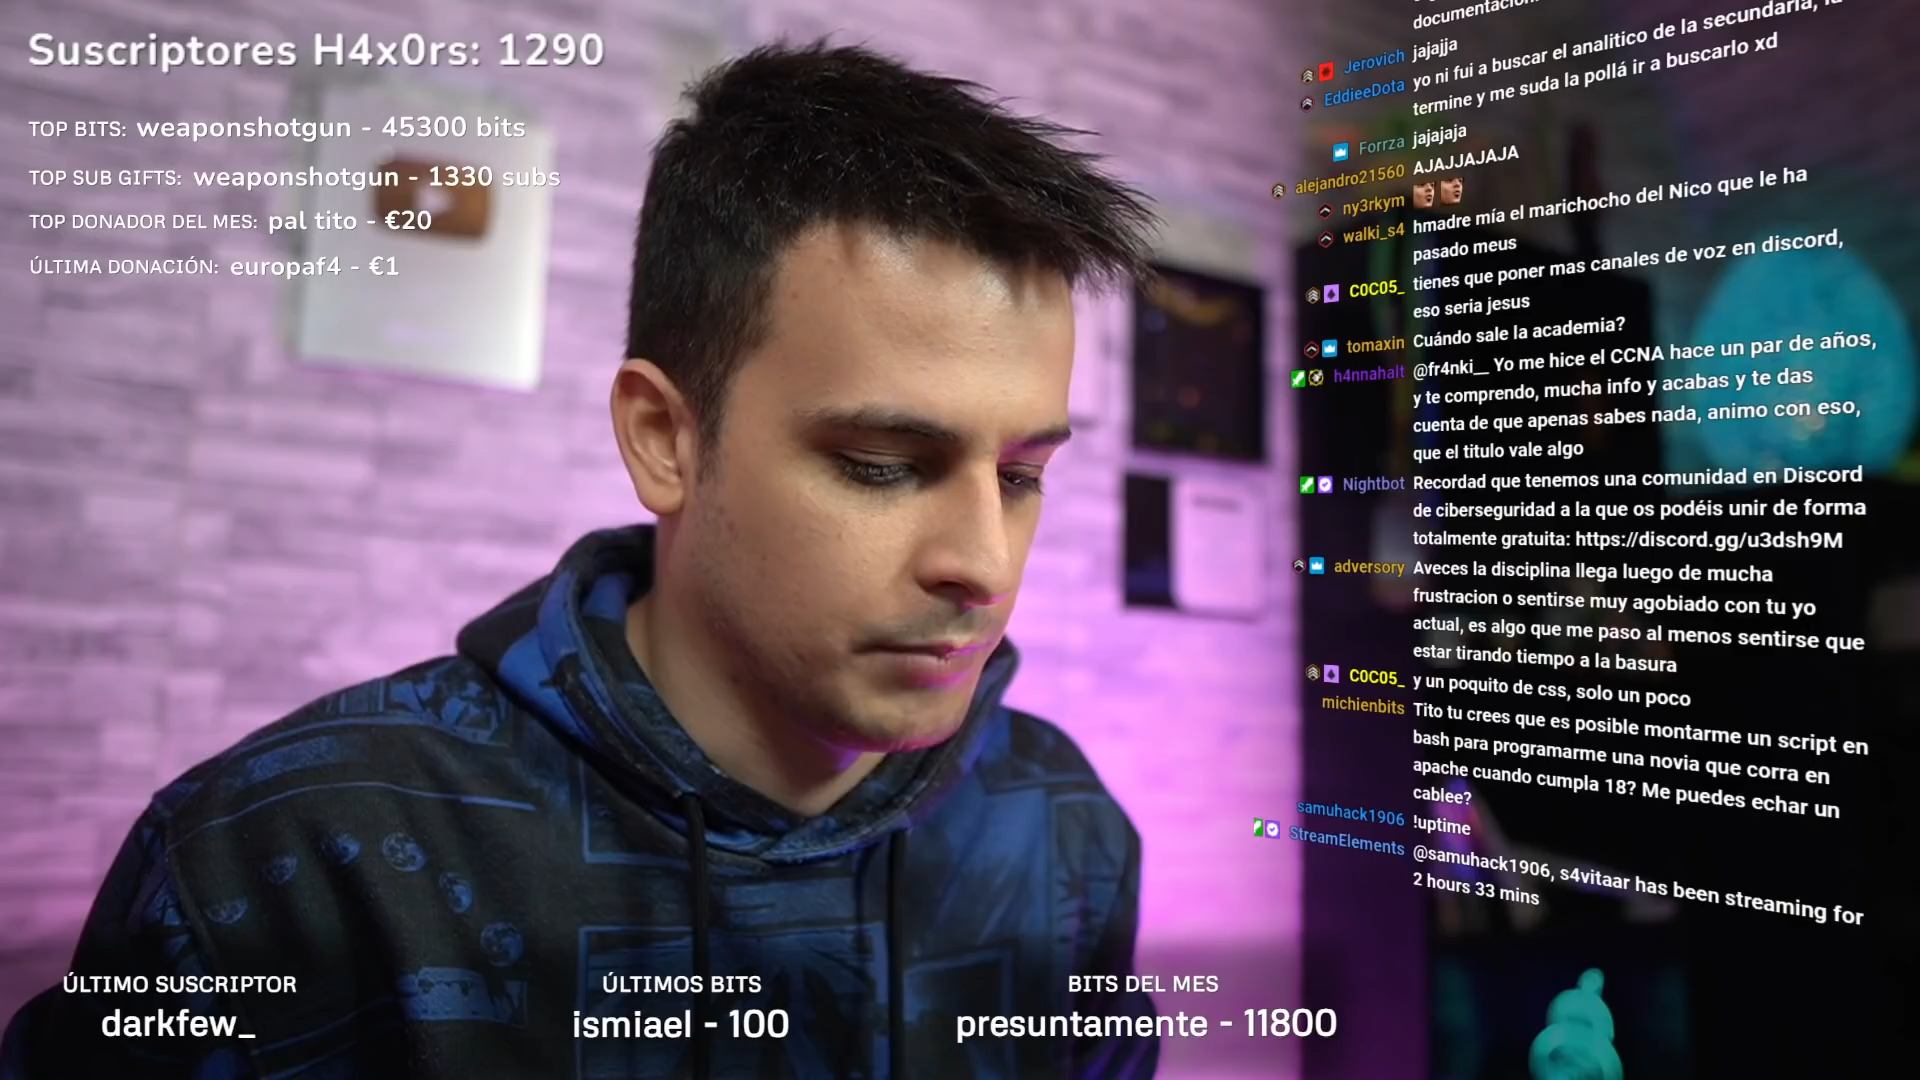 Suscriptores H4x0rs: 1290
TOP BITS: weaponshotgun - 45300 bits
TOP SUB GIFTS: weaponshotgun - 1330 subs
TOP DONADOR DEL MES: pal tito - €20
ÚLTIMA DONACIÓN: europaf4 - €1
Jerovich jajajja
EddieeDota yo ni fui a buscar el analitico de la secundaria,
termine y me suda la pollá ir a buscarlo xd
Forrza jajajaja
alejandro21560 AJAJJAJAJA
ny3rkym
walki_s4 hmadre mía el marichocho del Nico que le ha
pasado meus
C0C05_ tienes que poner mas canales de voz en discord,
eso seria jesus
tomaxin Cuándo sale la academia?
h4nnahalt @fr4nki__ Yo me hice el CCNA hace un par de años,
y te comprendo, mucha info y acabas y te das
cuenta de que apenas sabes nada, animo con eso,
que el titulo vale algo
Nightbot Recordad que tenemos una comunidad en Discord
de ciberseguridad a la que os podéis unir de forma
totalmente gratuita: https://discord.gg/u3dsh9M
adversory Aveces la disciplina llega luego de mucha
frustracion o sentirse muy agobiado con tu yo
actual, es algo que me paso al menos sentirse que
estar tirando tiempo a la basura
C0C05_ y un poquito de css, solo un poco
michienbits Tito tu crees que es posible montarme un script en
bash para programarme una novia que corra en
apache cuando cumpla 18? Me puedes echar un
cablee?
samuhack1906 !uptime
StreamElements @samuhack1906, s4vitaar has been streaming for
2 hours 33 mins
ÚLTIMO SUSCRIPTOR
darkfew_
ÚLTIMOS BITS
ismiael - 100
BITS DEL MES
presuntamente - 11800